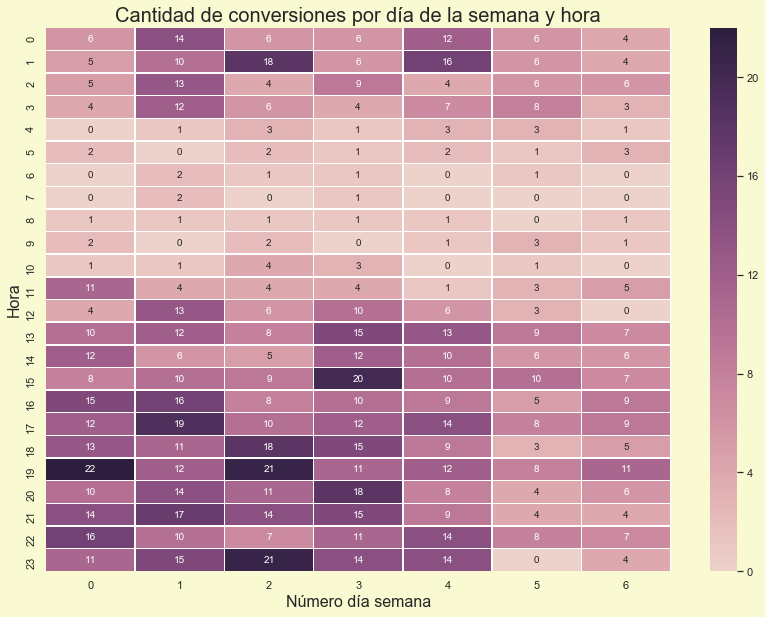 Cantidad de conversiones por día de la semana y hora
0 6 14 6 6 12 6 4
1 5 10 18 6 16 6 4
2 5 13 4 9 4 6 6
3 4 12 6 4 7 8 3
4 0 1 3 1 3 3 1
5 2 0 2 1 2 1 3
6 0 2 1 1 0 1 0
7 0 2 0 1 0 0 0
8 1 1 1 1 1 0 1
9 2 0 2 0 1 3 1
10 1 1 4 3 0 1 0
11 11 4 4 4 1 3 5
12 4 13 6 10 6 3 0
13 10 12 8 15 13 9 7
14 12 6 5 12 10 6 6
15 8 10 9 20 10 10 7
16 15 16 8 10 9 5 9
17 12 19 10 12 14 8 9
18 13 11 18 15 9 3 5
19 22 12 21 11 12 8 11
20 10 14 11 18 8 4 6
21 14 17 14 15 9 4 4
22 16 10 7 11 14 8 7
23 11 15 21 14 14 0 4
0 1 2 3 4 5 6
Número día semana
Hora
20
16
12
8
4
0